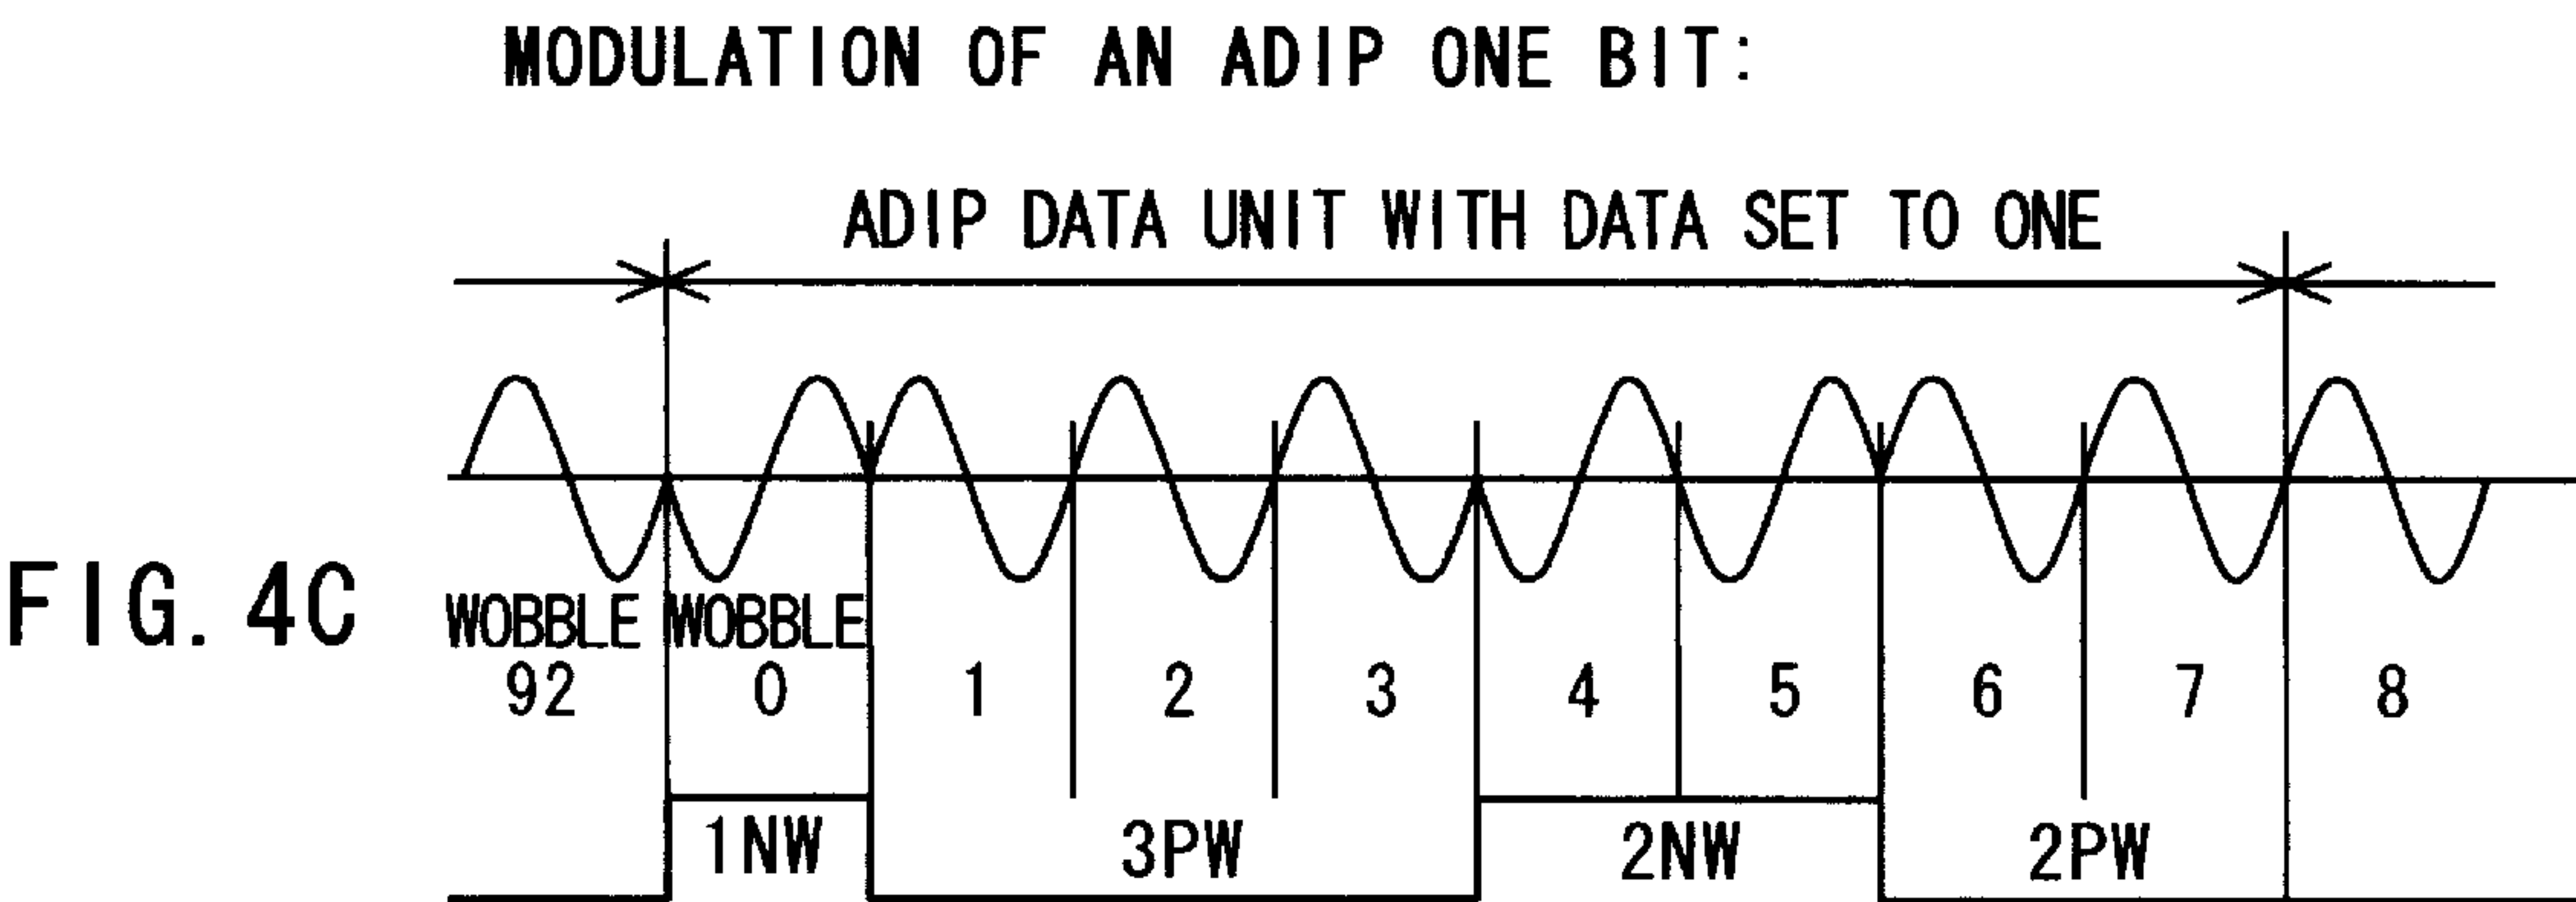 MODULATION OF AN ADIP ONE BIT:
ADIP DATA UNIT WITH DATA SET TO ONE
FIG. 4C
WOBBLE WOBBLE
92 0 1 2 3 4 5 6 7 8
1NW 3PW 2NW 2PW